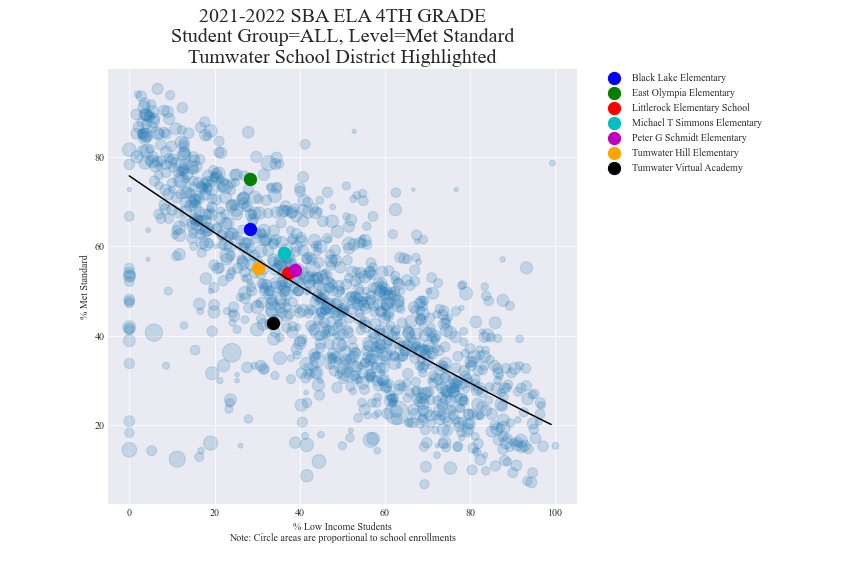 2021-2022 SBA ELA 4TH GRADE
Student Group=ALL, Level=Met Standard
Tumwater School District Highlighted
Black Lake Elementary
East Olympia Elementary
Littlerock Elementary School
Michael T Simmons Elementary
Peter G Schmidt Elementary
Tumwater Hill Elementary
Tumwater Virtual Academy
% Met Standard
80
60
40
20
0
20
40
60
80
100
% Low Income Students
Note: Circle areas are proportional to school enrollments